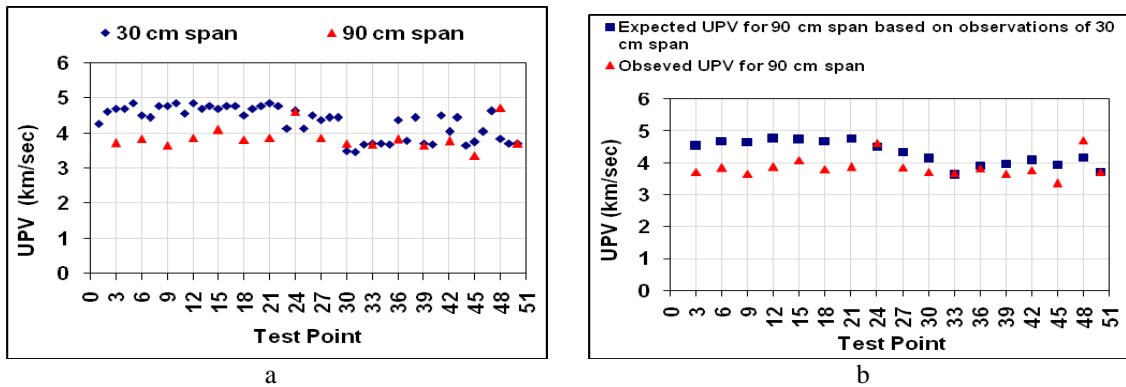 30 cm span 90 cm span
6
5
4
3
2
1
0
UPV (km/sec)
0 3 6 9 12 15 18 21 24 27 30 33 36 39 42 45 48 51
Test Point
a
Expected UPV for 90 cm span based on observations of 30
cm span
Obseved UPV for 90 cm span
6
5
4
3
2
1
0
UPV (km/sec)
0 3 6 9 12 15 18 21 24 27 30 33 36 39 42 45 48 51
Test Point
b